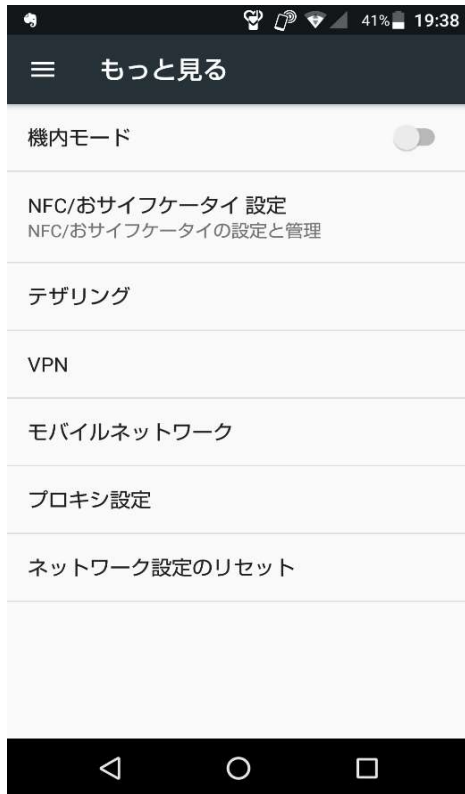 41% 19:38
もっと見る
機内モード
NFC/おサイフケータイ 設定
NFC/おサイフケータイの設定と管理
テザリング
VPN
モバイルネットワーク
プロキシ設定
ネットワーク設定のリセット